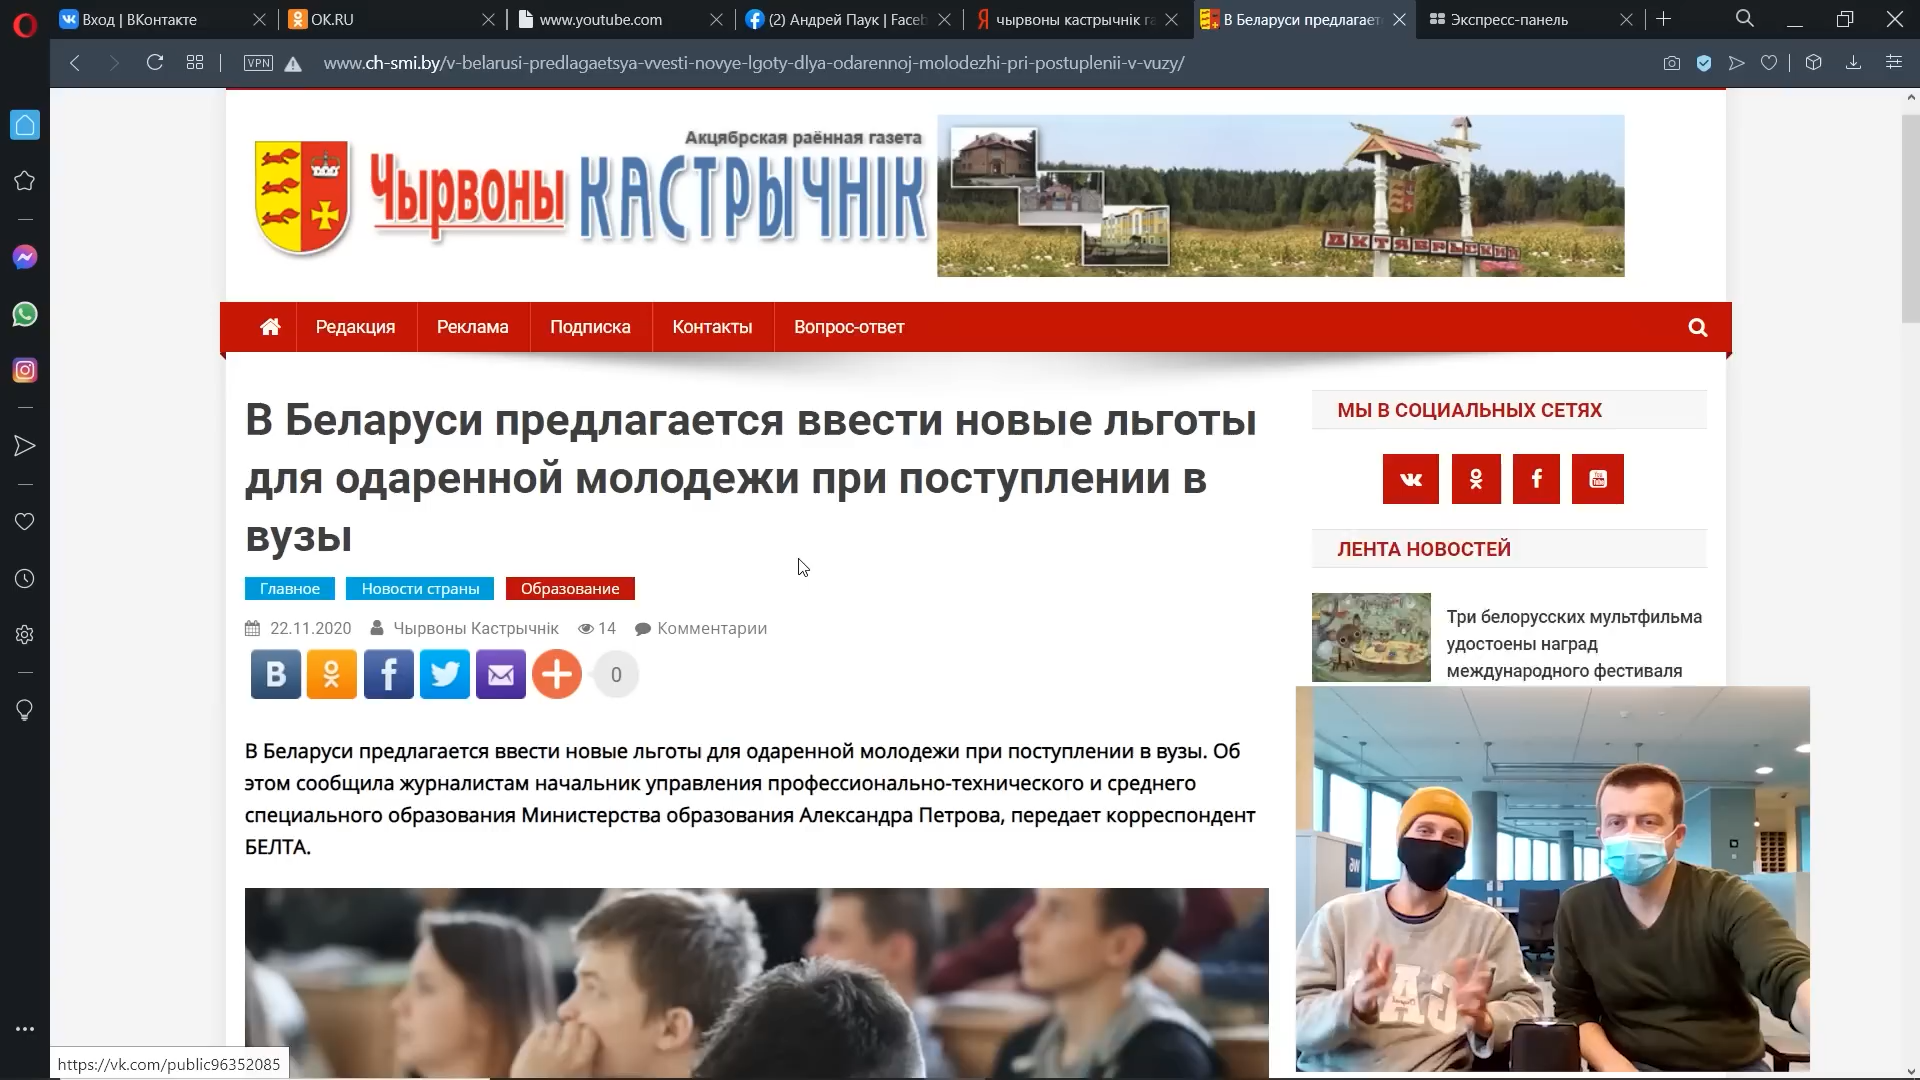 Вход | ВКонтакте
OK.RU
www.youtube.com
(2) Андрей Паук | Faceb
чырвоны кастрычнік га
В Беларуси предлагает
Экспресс-панель
VPN
www.ch-smi.by/v-belarusi-predlagaetsya-vvesti-novye-lgoty-dlya-odarennoj-molodezhi-pri-postuplenii-v-vuzy/
Акцябрская раённая газета
Чырвоны КАСТРЫЧНІК
ОКТЯБРЬСКИЙ
Редакция
Реклама
Подписка
Контакты
Вопрос-ответ
В Беларуси предлагается ввести новые льготы
для одаренной молодежи при поступлении в
вузы
Главное
Новости страны
Образование
22.11.2020
Чырвоны Кастрычнік
14
Комментарии
0
В Беларуси предлагается ввести новые льготы для одаренной молодежи при поступлении в вузы. Об
этом сообщила журналистам начальник управления профессионально-технического и среднего
специального образования Министерства образования Александра Петрова, передает корреспондент
БЕЛТА.
МЫ В СОЦИАЛЬНЫХ СЕТЯХ
ЛЕНТА НОВОСТЕЙ
Три белорусских мультфильма
удостоены наград
международного фестиваля
https://vk.com/public96352085